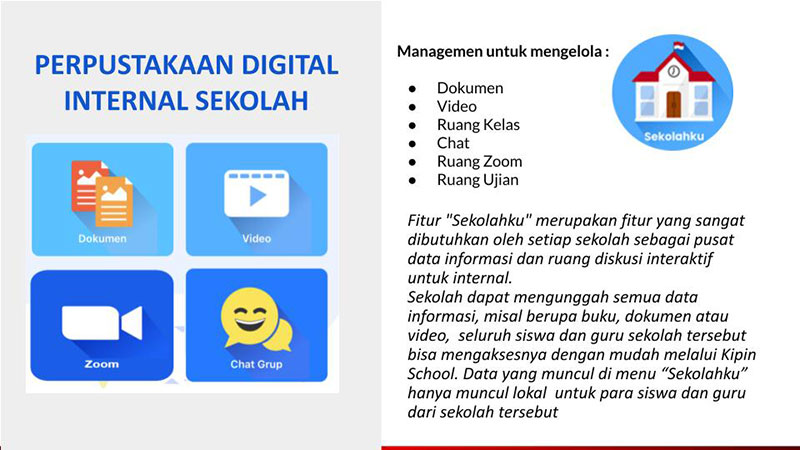 PERPUSTAKAAN DIGITAL
INTERNAL SEKOLAH
Dokumen
Video
Zoom
Chat Grup
Managemen untuk mengelola :
● Dokumen
● Video
● Ruang Kelas
● Chat
● Ruang Zoom
● Ruang Ujian
Sekolahku
Fitur "Sekolahku" merupakan fitur yang sangat
dibutuhkan oleh setiap sekolah sebagai pusat
data informasi dan ruang diskusi interaktif
untuk internal.
Sekolah dapat mengunggah semua data
informasi, misal berupa buku, dokumen atau
video, seluruh siswa dan guru sekolah tersebut
bisa mengaksesnya dengan mudah melalui Kipin
School. Data yang muncul di menu “Sekolahku”
hanya muncul lokal untuk para siswa dan guru
dari sekolah tersebut